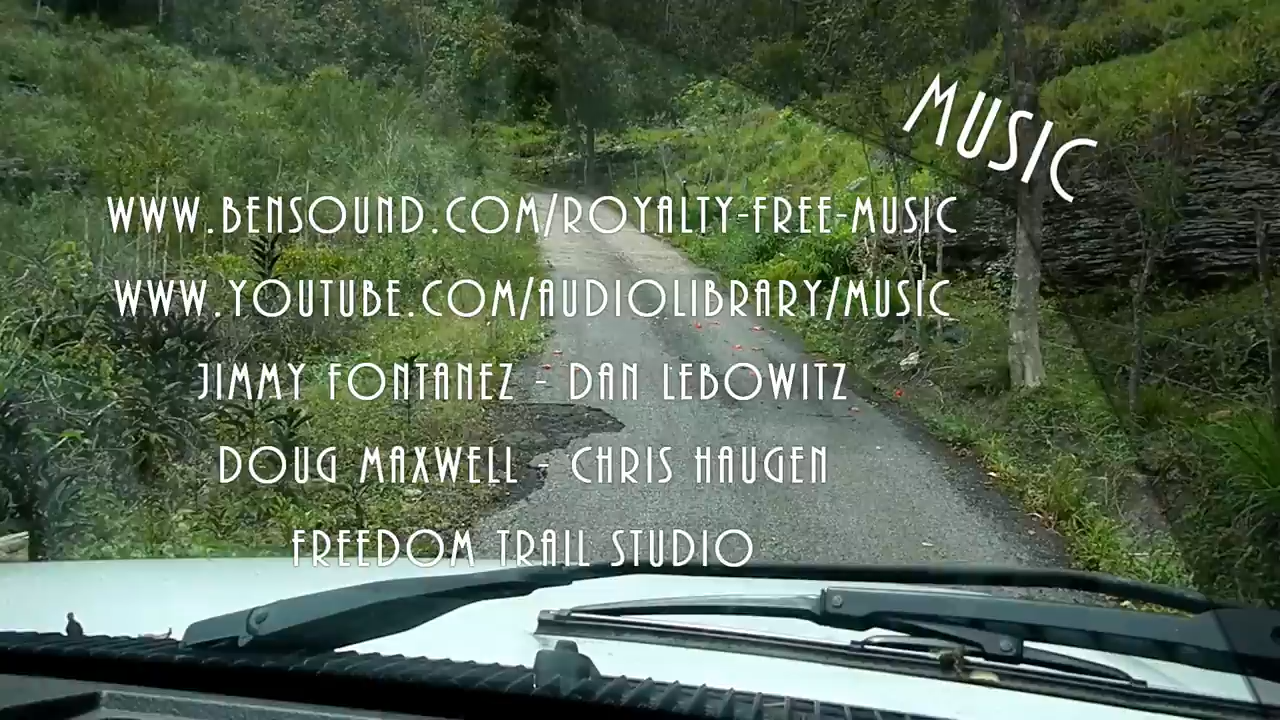 MUSIC
WWW.BENSOUND.COM/ROYALTY-FREE-MUSIC
WWW.YOUTUBE.COM/AUDIOLIBRARY/MUSIC
JIMMY FONTANEZ - DAN LEBOWITZ
DOUG MAXWELL - CHRIS HAUGEN
FREEDOM TRAIL STUDIO